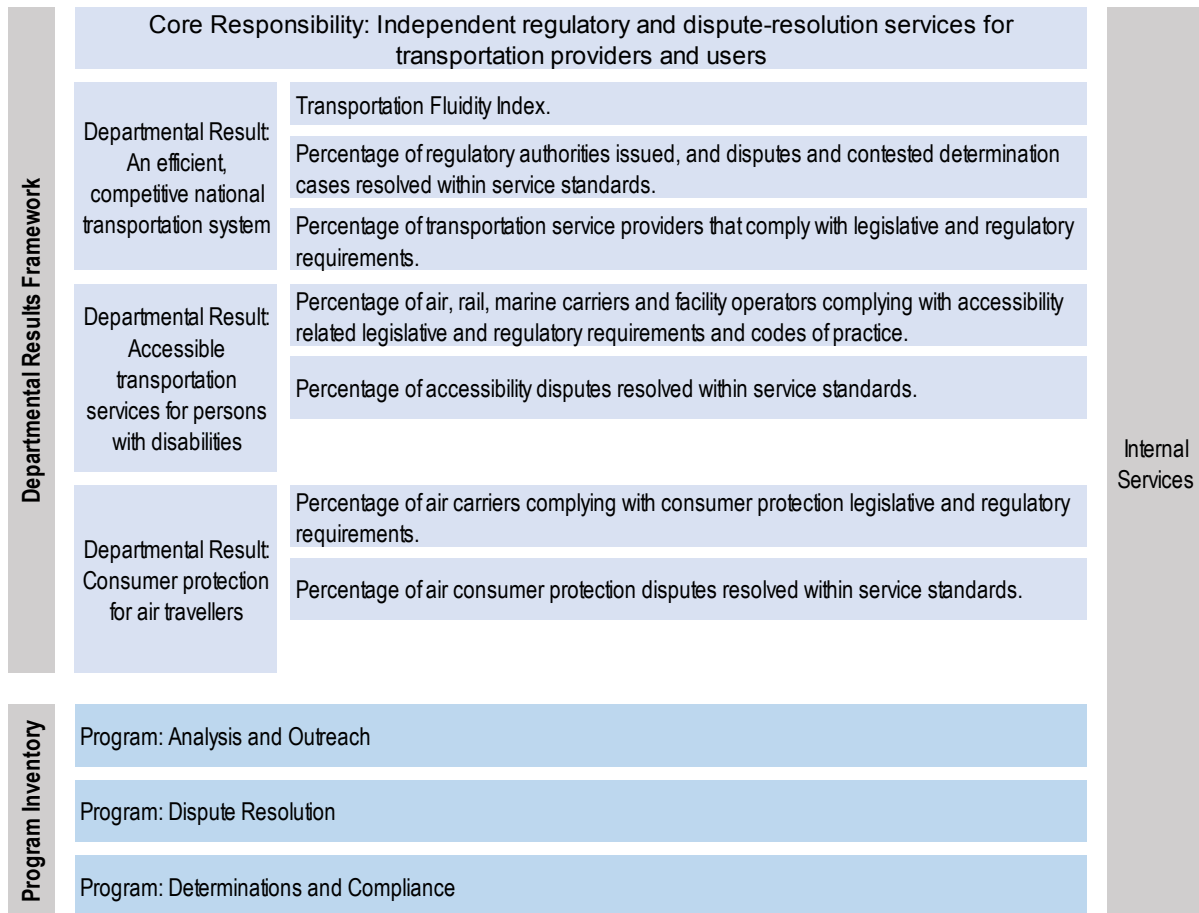 Core Responsibility: Independent regulatory and dispute-resolution services for
transportation providers and users
Departmental Results Framework
Departmental Result:
An efficient,
competitive national
transportation system
Transportation Fluidity Index.
Percentage of regulatory authorities issued, and disputes and contested determination
cases resolved within service standards.
Percentage of transportation service providers that comply with legislative and regulatory
requirements.
Departmental Result:
Accessible
transportation
services for persons
with disabilities
Percentage of air, rail, marine carriers and facility operators complying with accessibility
related legislative and regulatory requirements and codes of practice.
Percentage of accessibility disputes resolved within service standards.
Departmental Result:
Consumer protection
for air travellers
Percentage of air carriers complying with consumer protection legislative and regulatory
requirements.
Percentage of air consumer protection disputes resolved within service standards.
Internal
Services
Program Inventory
Program: Analysis and Outreach
Program: Dispute Resolution
Program: Determinations and Compliance